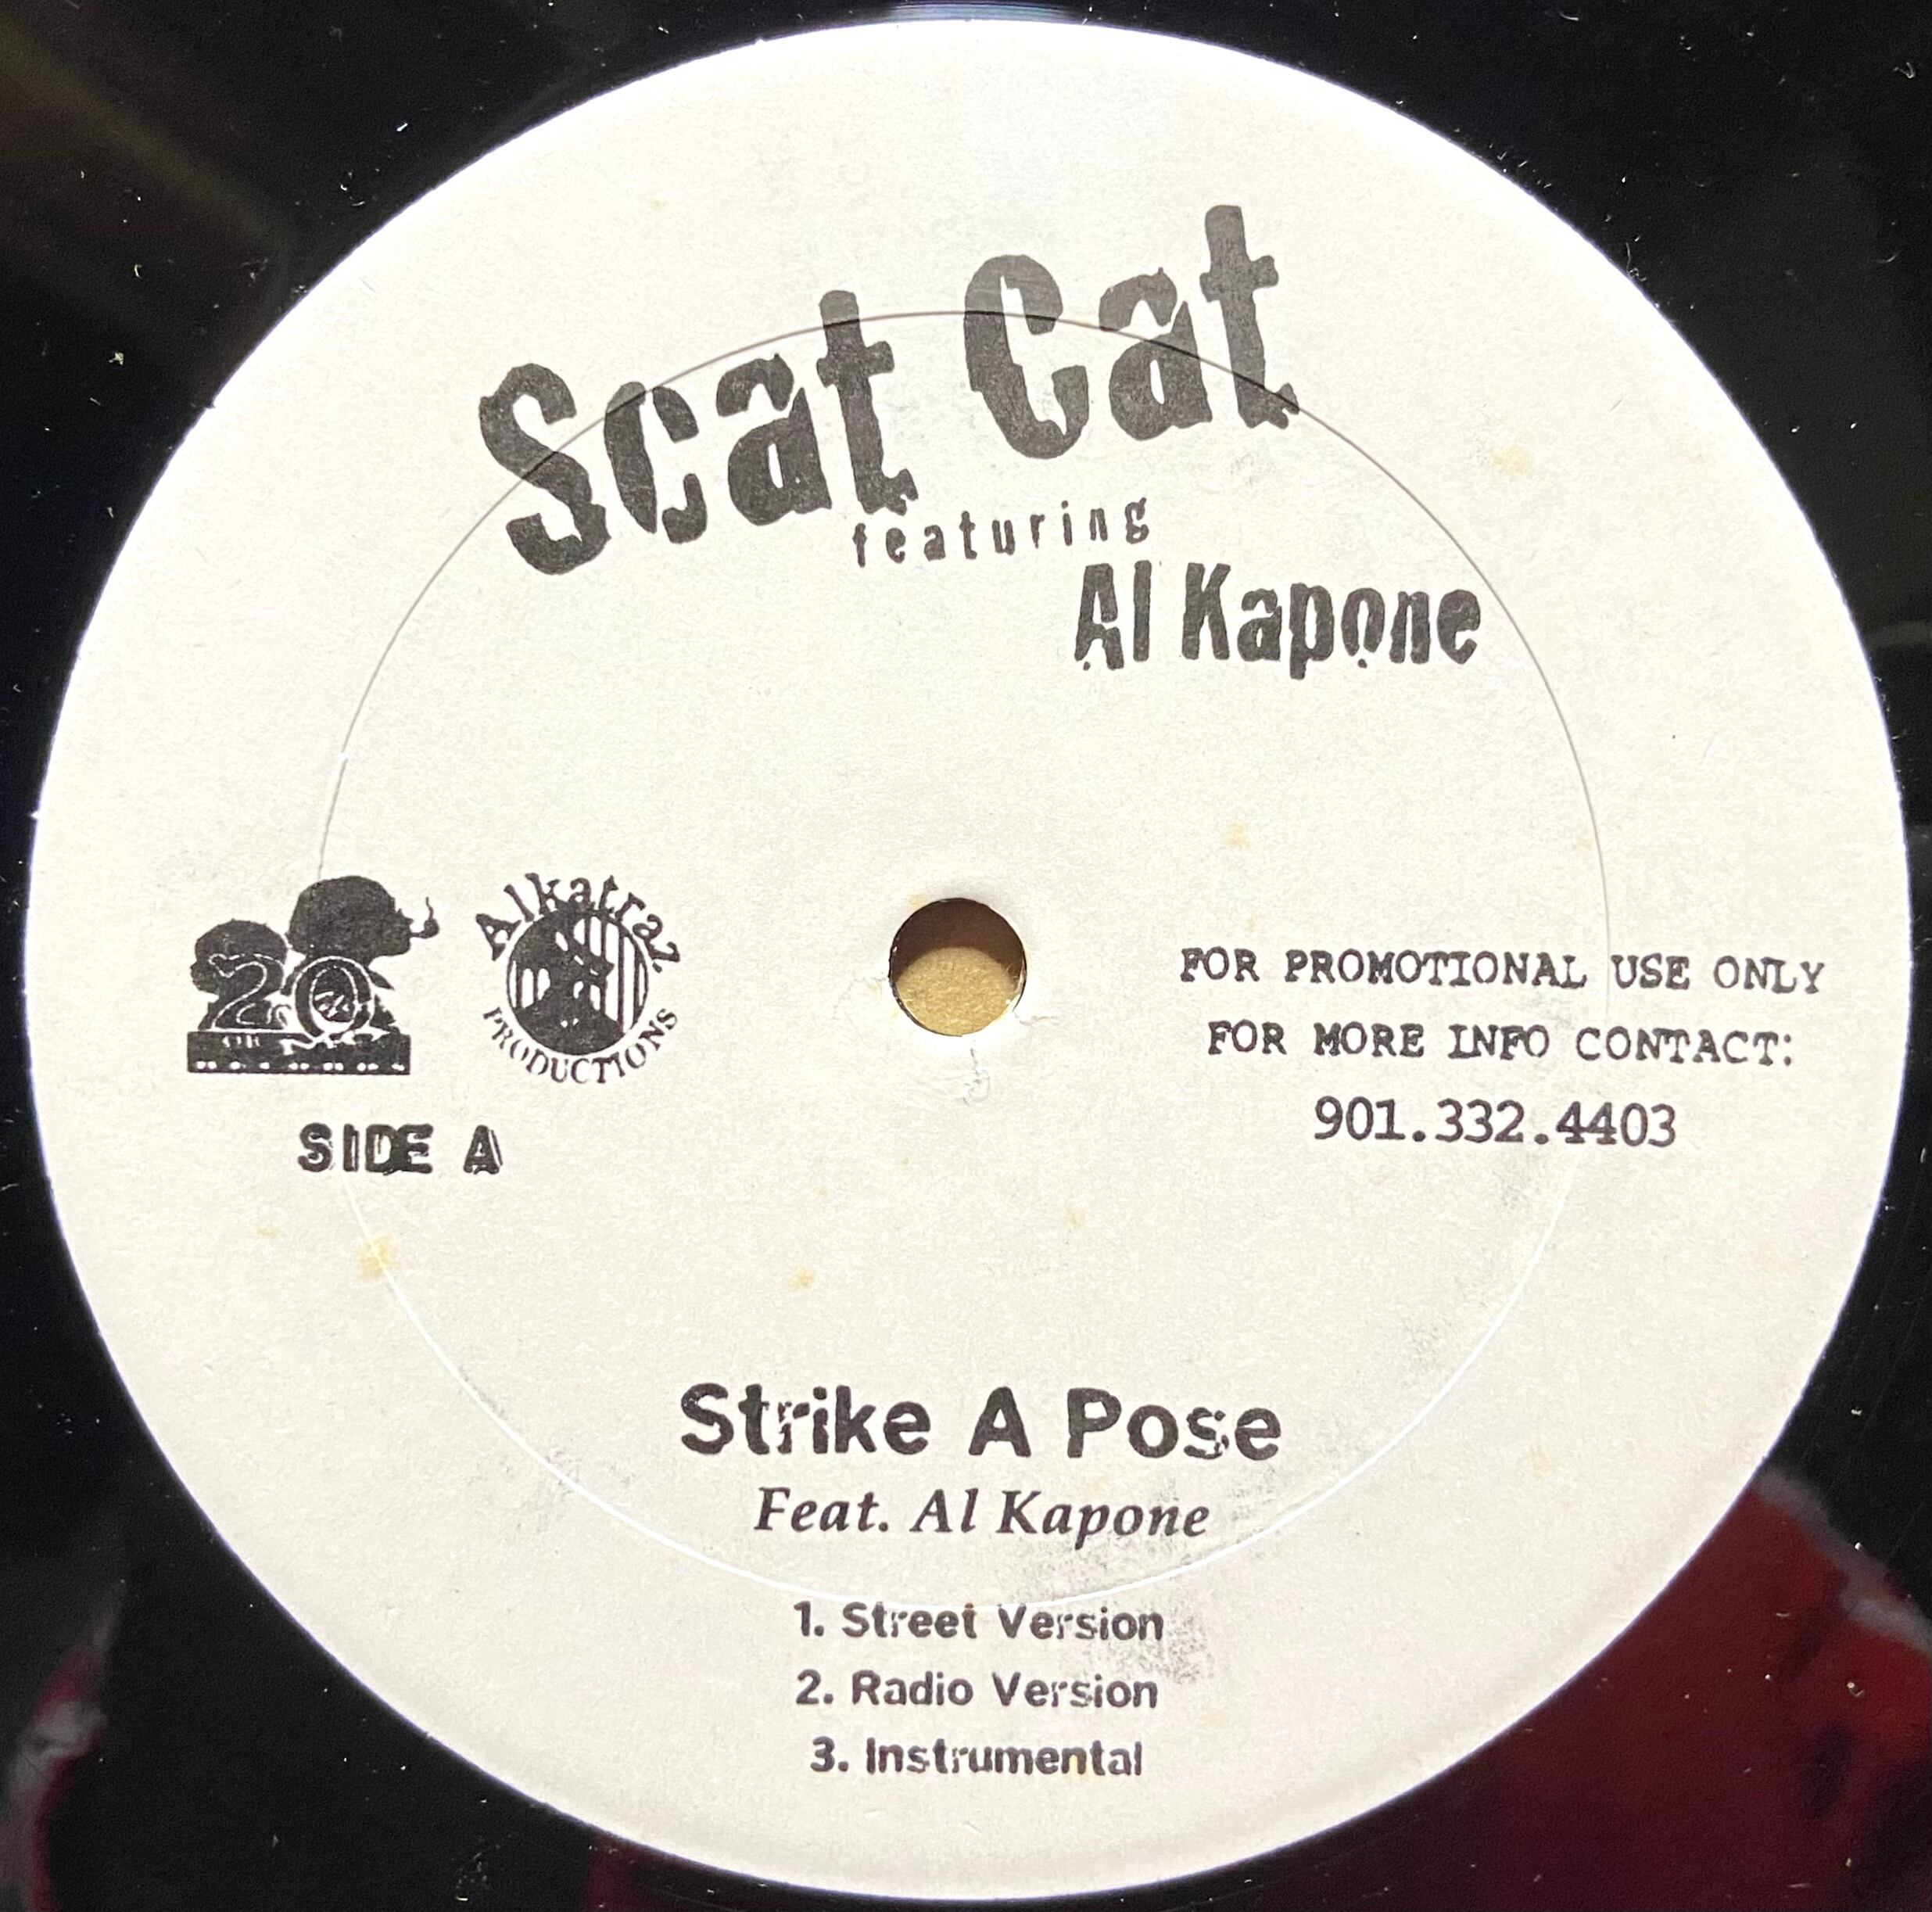 Scat Cat
featuring
Al Kapone
20
Alkatraz
PRODUCTIONS
SIDE A
FOR PROMOTIONAL USE ONLY
FOR MORE INFO CONTACT:
901.332.4403
Strike A Pose
Feat. Al Kapone
1. Street Version
2. Radio Version
3. Instrumental